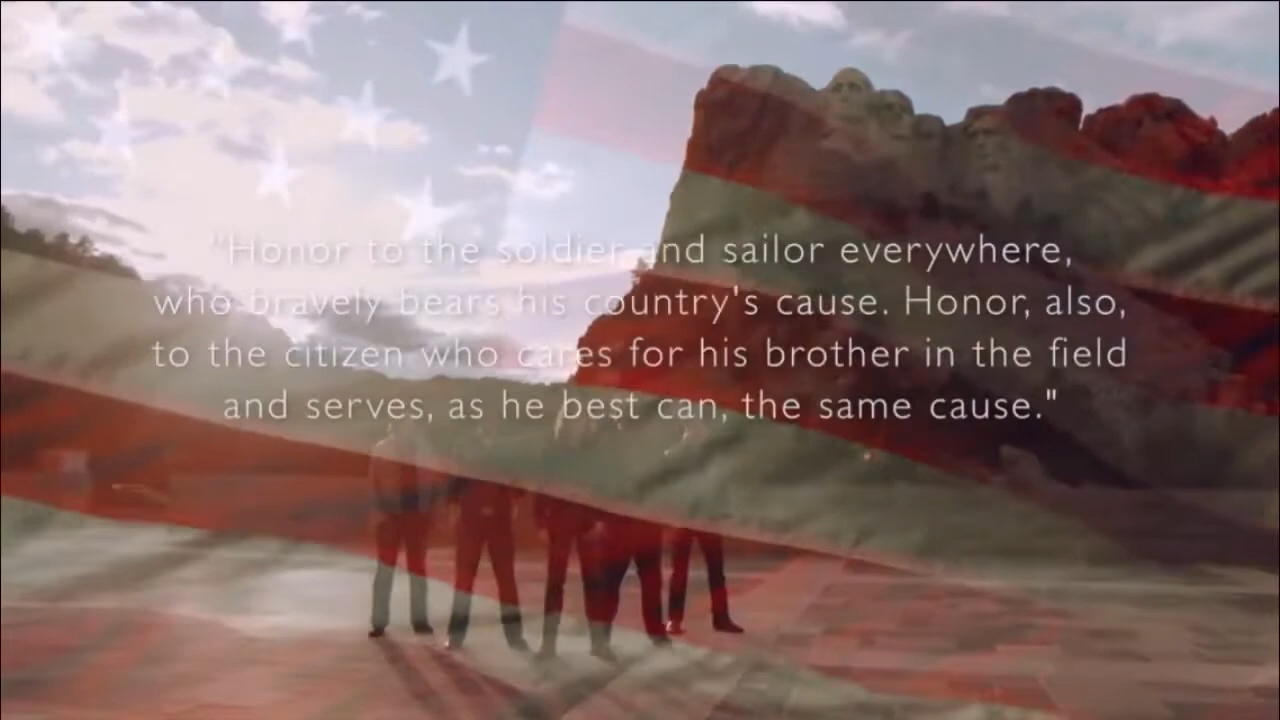 "Honor to the soldier and sailor everywhere,
who bravely bears his country's cause. Honor, also,
to the citizen who cares for his brother in the field
and serves, as he best can, the same cause."